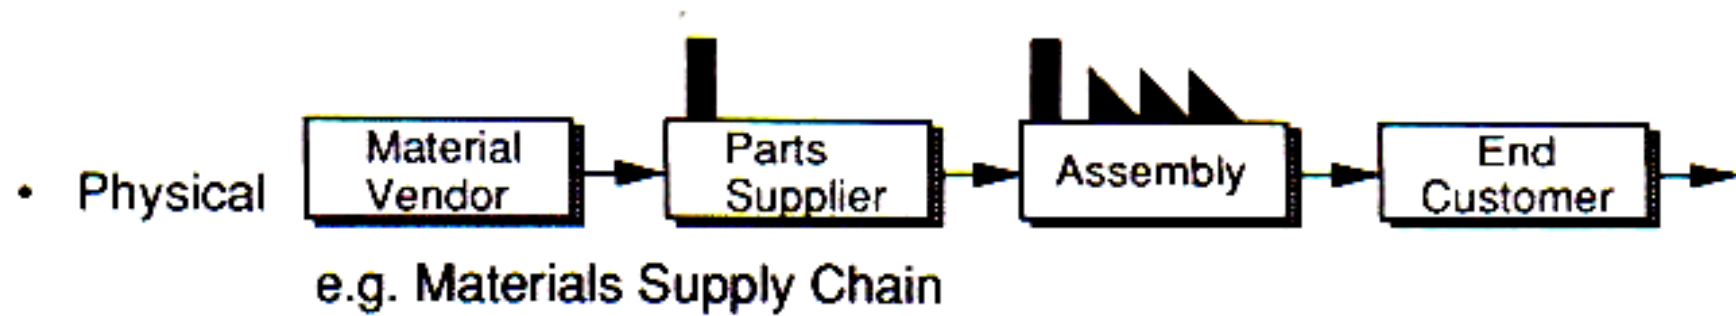 • Physical
Material
Vendor
Parts
Supplier
Assembly
End
Customer
e.g. Materials Supply Chain